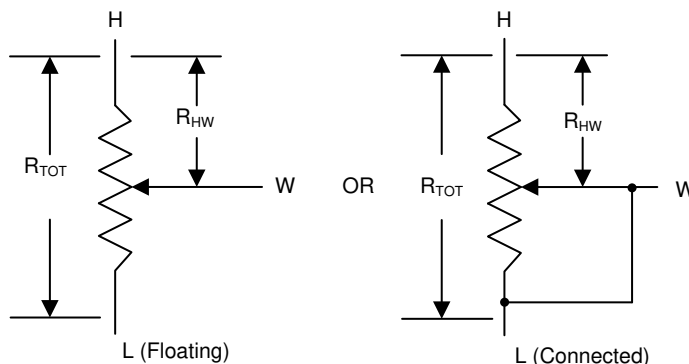 H
R_HW
R_TOT
W
L (Floating)
OR
H
R_HW
R_TOT
W
L (Connected)